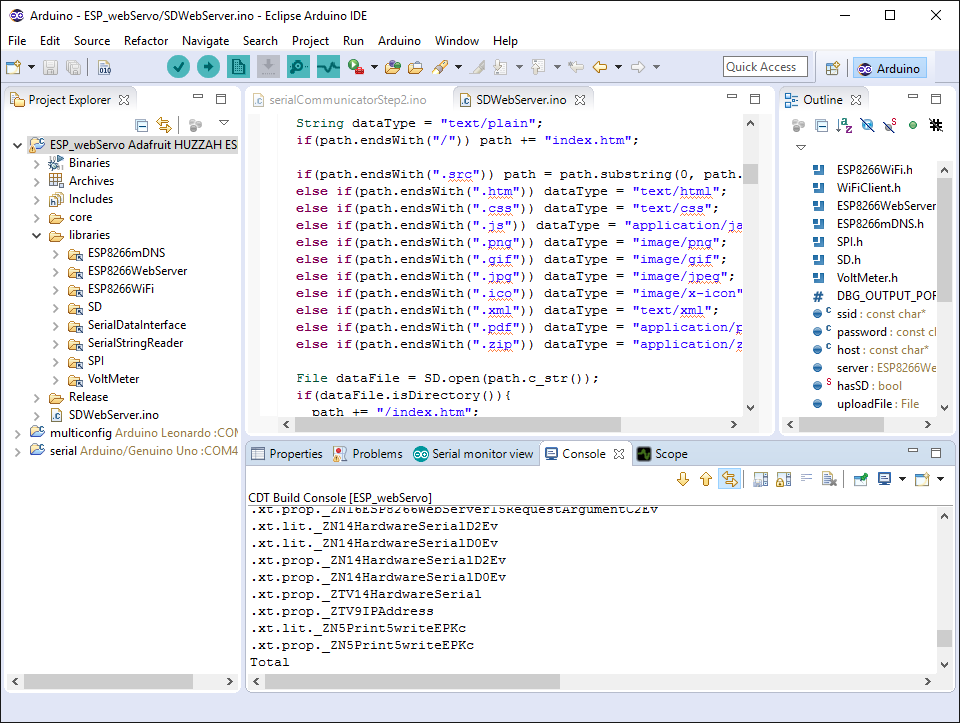 Arduino - ESP_webServo/SDWebServer.ino - Eclipse Arduino IDE
File Edit Source Refactor Navigate Search Project Run Arduino Window Help
010
Quick Access
Arduino
Project Explorer
ESP_webServo Adafruit HUZZAH ES
Binaries
Archives
Includes
core
libraries
ESP8266mDNS
ESP8266WebServer
ESP8266WiFi
SD
SerialDataInterface
SerialStringReader
SPI
VoltMeter
Release
SDWebServer.ino
multiconfig Arduino Leonardo :COM
serial Arduino/Genuino Uno :COM4
serialCommunicatorStep2.ino
SDWebServer.ino
String dataType = "text/plain";
if(path.endsWith("/")) path += "index.htm";
if(path.endsWith(".src")) path = path.substring(0, path.
else if(path.endsWith(".htm")) dataType = "text/html";
else if(path.endsWith(".css")) dataType = "text/css";
else if(path.endsWith(".js")) dataType = "application/ja
else if(path.endsWith(".png")) dataType = "image/png";
else if(path.endsWith(".gif")) dataType = "image/gif";
else if(path.endsWith(".jpg")) dataType = "image/jpeg";
else if(path.endsWith(".ico")) dataType = "image/x-icon"
else if(path.endsWith(".xml")) dataType = "text/xml";
else if(path.endsWith(".pdf")) dataType = "application/p
else if(path.endsWith(".zip")) dataType = "application/z
File dataFile = SD.open(path.c_str());
if(dataFile.isDirectory()){
path += "/index.htm";
Outline
ESP8266WiFi.h
WiFiClient.h
ESP8266WebServer
ESP8266mDNS.h
SPI.h
SD.h
VoltMeter.h
DBG_OUTPUT_POR
ssid : const char*
password : const cl
host : const char*
server : ESP8266We
hasSD : bool
uploadFile : File
Properties Problems Serial monitor view Console Scope
CDT Build Console [ESP_webServo]
.xt.prop._ZN16ESP8266WebServer15RequestArgumentC2Ev
.xt.lit._ZN14HardwareSerialD2Ev
.xt.lit._ZN14HardwareSerialD0Ev
.xt.prop._ZN14HardwareSerialD2Ev
.xt.prop._ZN14HardwareSerialD0Ev
.xt.prop._ZTV14HardwareSerial
.xt.prop._ZTV9IPAddress
.xt.lit._ZN5Print5writeEPKc
.xt.prop._ZN5Print5writeEPKc
Total